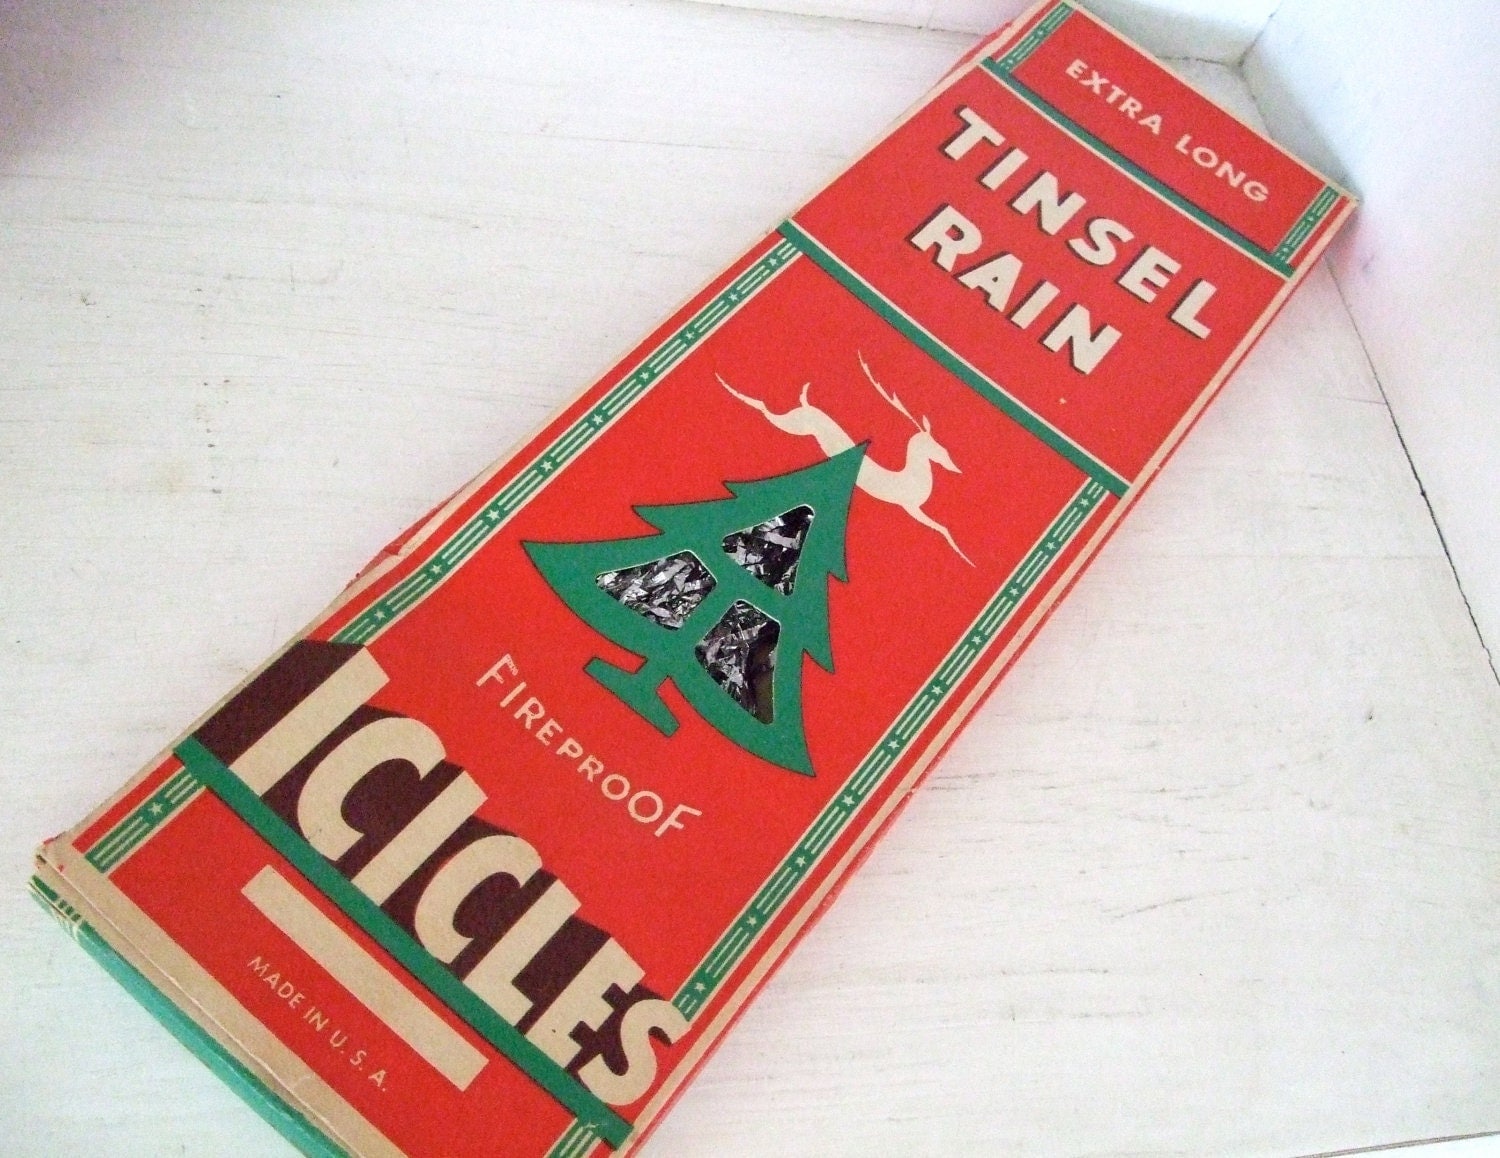 EXTRA LONG
TINSEL
RAIN
FIREPROOF
ICICLES
MADE IN U.S.A.